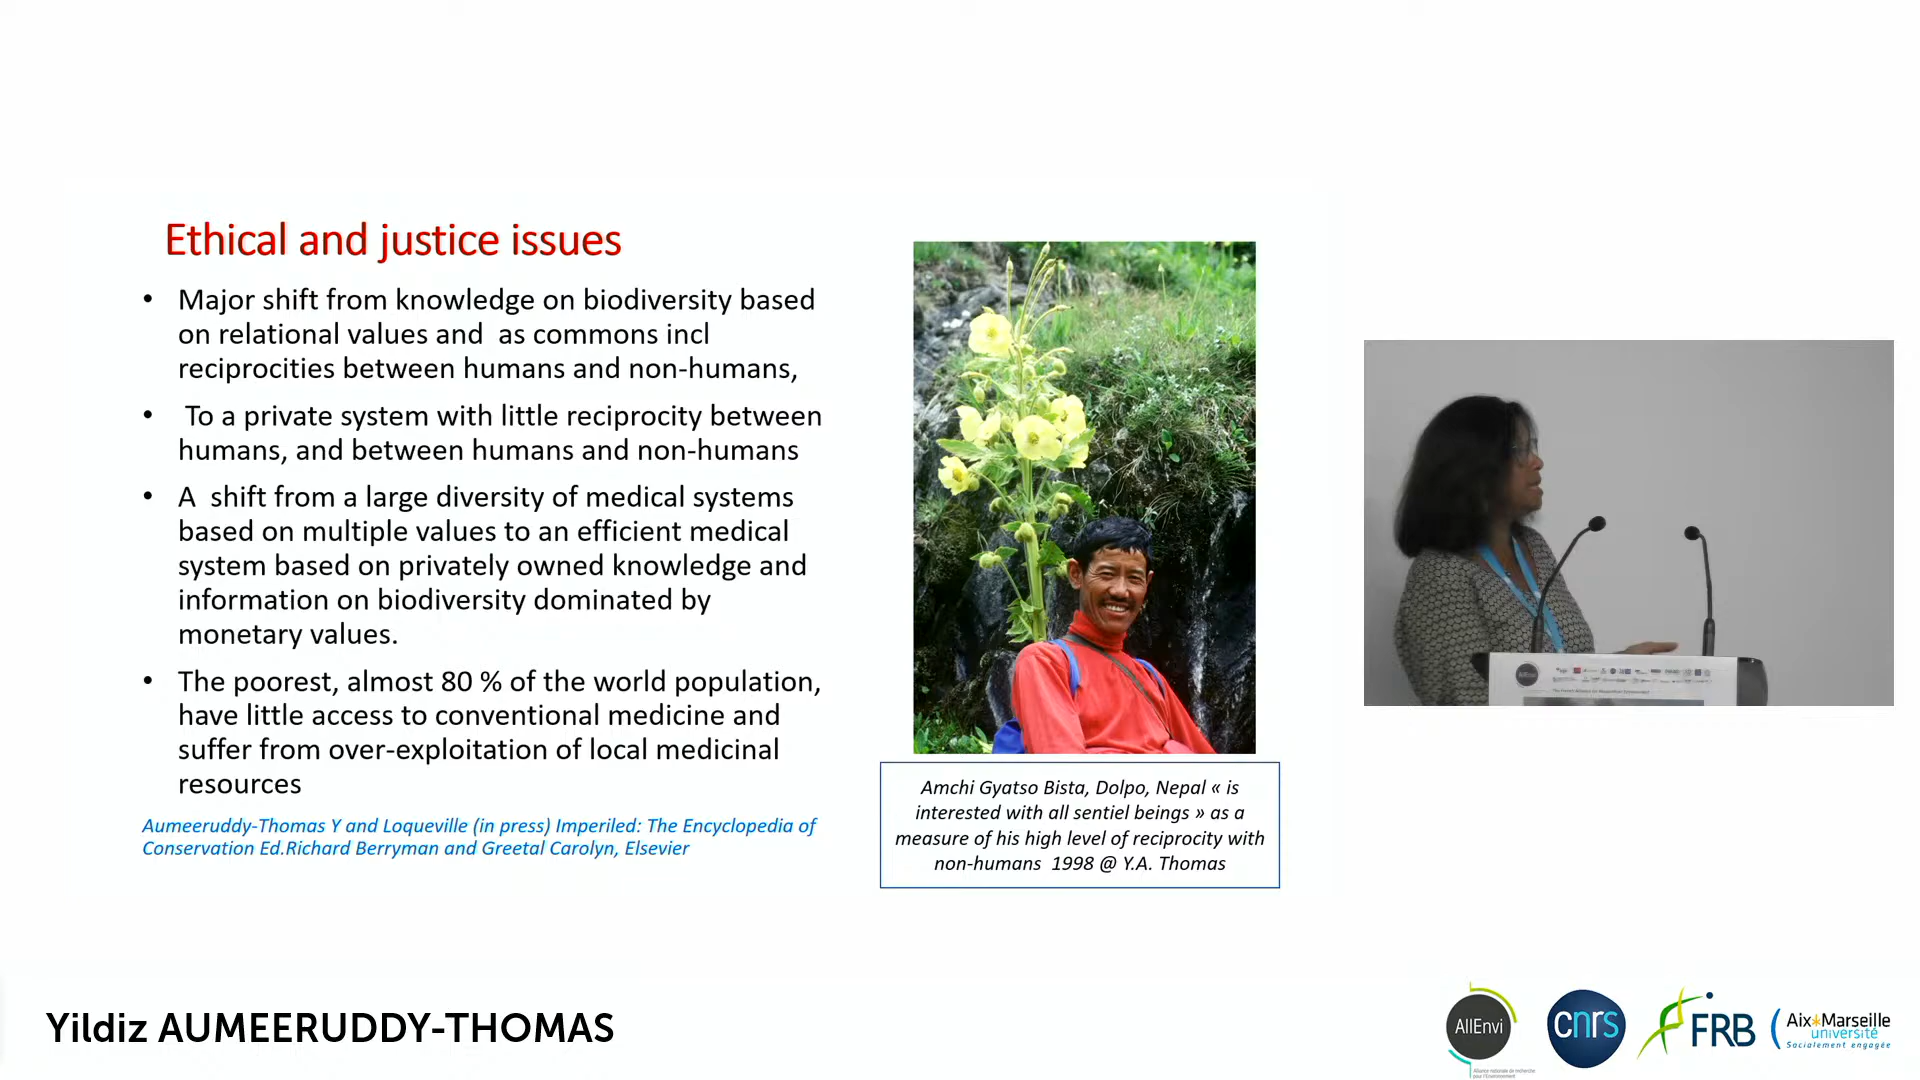 Ethical and justice issues
• Major shift from knowledge on biodiversity based
on relational values and  as commons incl
reciprocities between humans and non-humans,
•  To a private system with little reciprocity between
humans, and between humans and non-humans
• A  shift from a large diversity of medical systems
based on multiple values to an efficient medical
system based on privately owned knowledge and
information on biodiversity dominated by
monetary values.
• The poorest, almost 80 % of the world population,
have little access to conventional medicine and
suffer from over-exploitation of local medicinal
resources
Aumeeruddy-Thomas Y and Loqueville (in press) Imperiled: The Encyclopedia of
Conservation Ed.Richard Berryman and Greetal Carolyn, Elsevier
Amchi Gyatso Bista, Dolpo, Nepal « is
interested with all sentiel beings » as a
measure of his high level of reciprocity with
non-humans  1998 @ Y.A. Thomas
Yildiz AUMEERUDDY-THOMAS
AllEnvi
Alliance nationale de recherche
pour l'Environnement
cnrs
FRB
Aix*Marseille
université
Socialement engagée